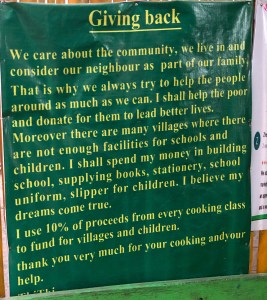 Giving back
We care about the community, we live in and
consider our neighbour as part of our family,
That is why we always try to help the people
around as much as we can. I shall help the poor
and donate for them to lead better lives.
Moreover there are many villages where there
are not enough facilities for schools and
children. I shall spend my money in building
school, supplying books, stationery, school
uniform, slipper for children. I believe my
dreams come true.
I use 10% of proceeds from every cooking class
to fund for villages and children.
thank you very much for your cooking andyour
help.